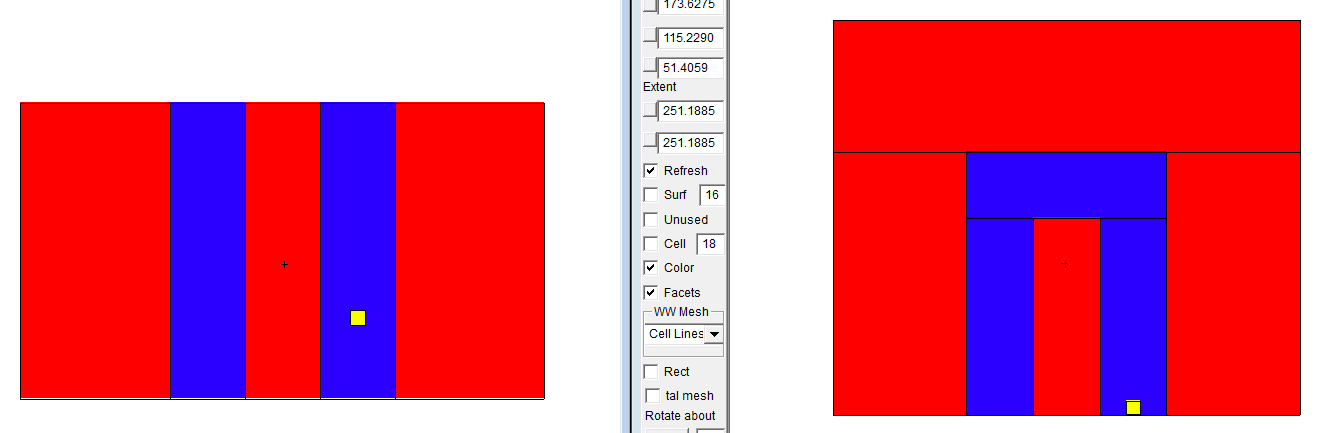 173.6275
115.2290
51.4059
Extent
251.1885
251.1885
Refresh
Surf 16
Unused
Cell 18
Color
Facets
WW Mesh
Cell Lines
Rect
tal mesh
Rotate about